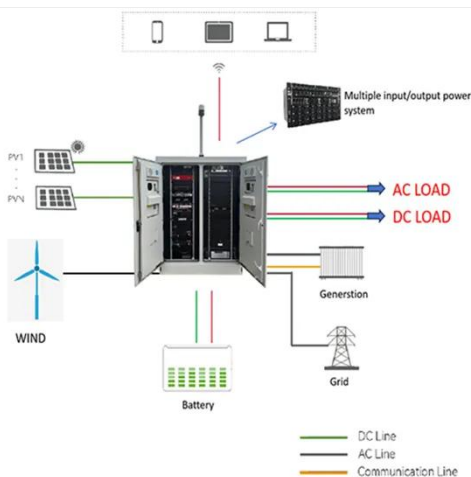 Multiple input/output power
system
PV1
PVN
AC LOAD
DC LOAD
WIND
Generstion
Battery
Grid
DC Line
AC Line
Communication Line